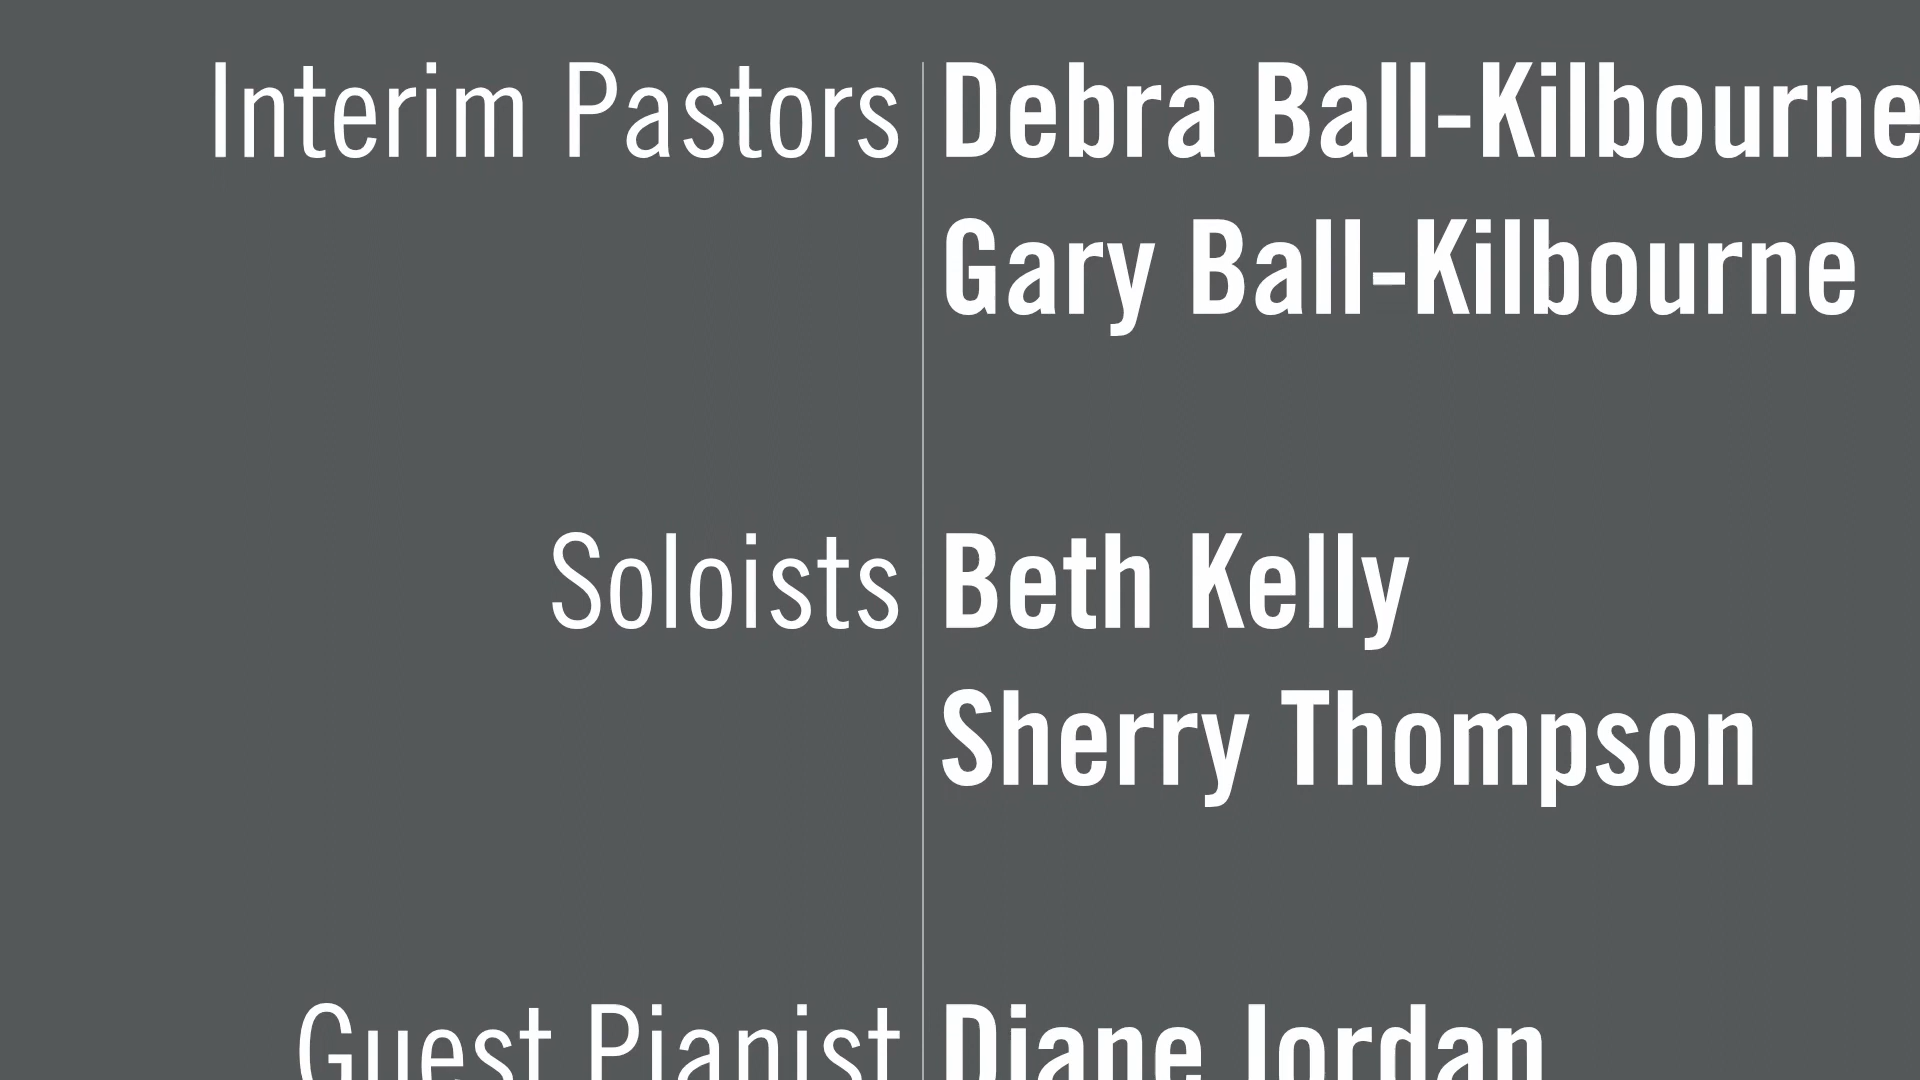 Interim Pastors Debra Ball-Kilbourne
Gary Ball-Kilbourne
Soloists Beth Kelly
Sherry Thompson
Guest Pianist Diane Jordan